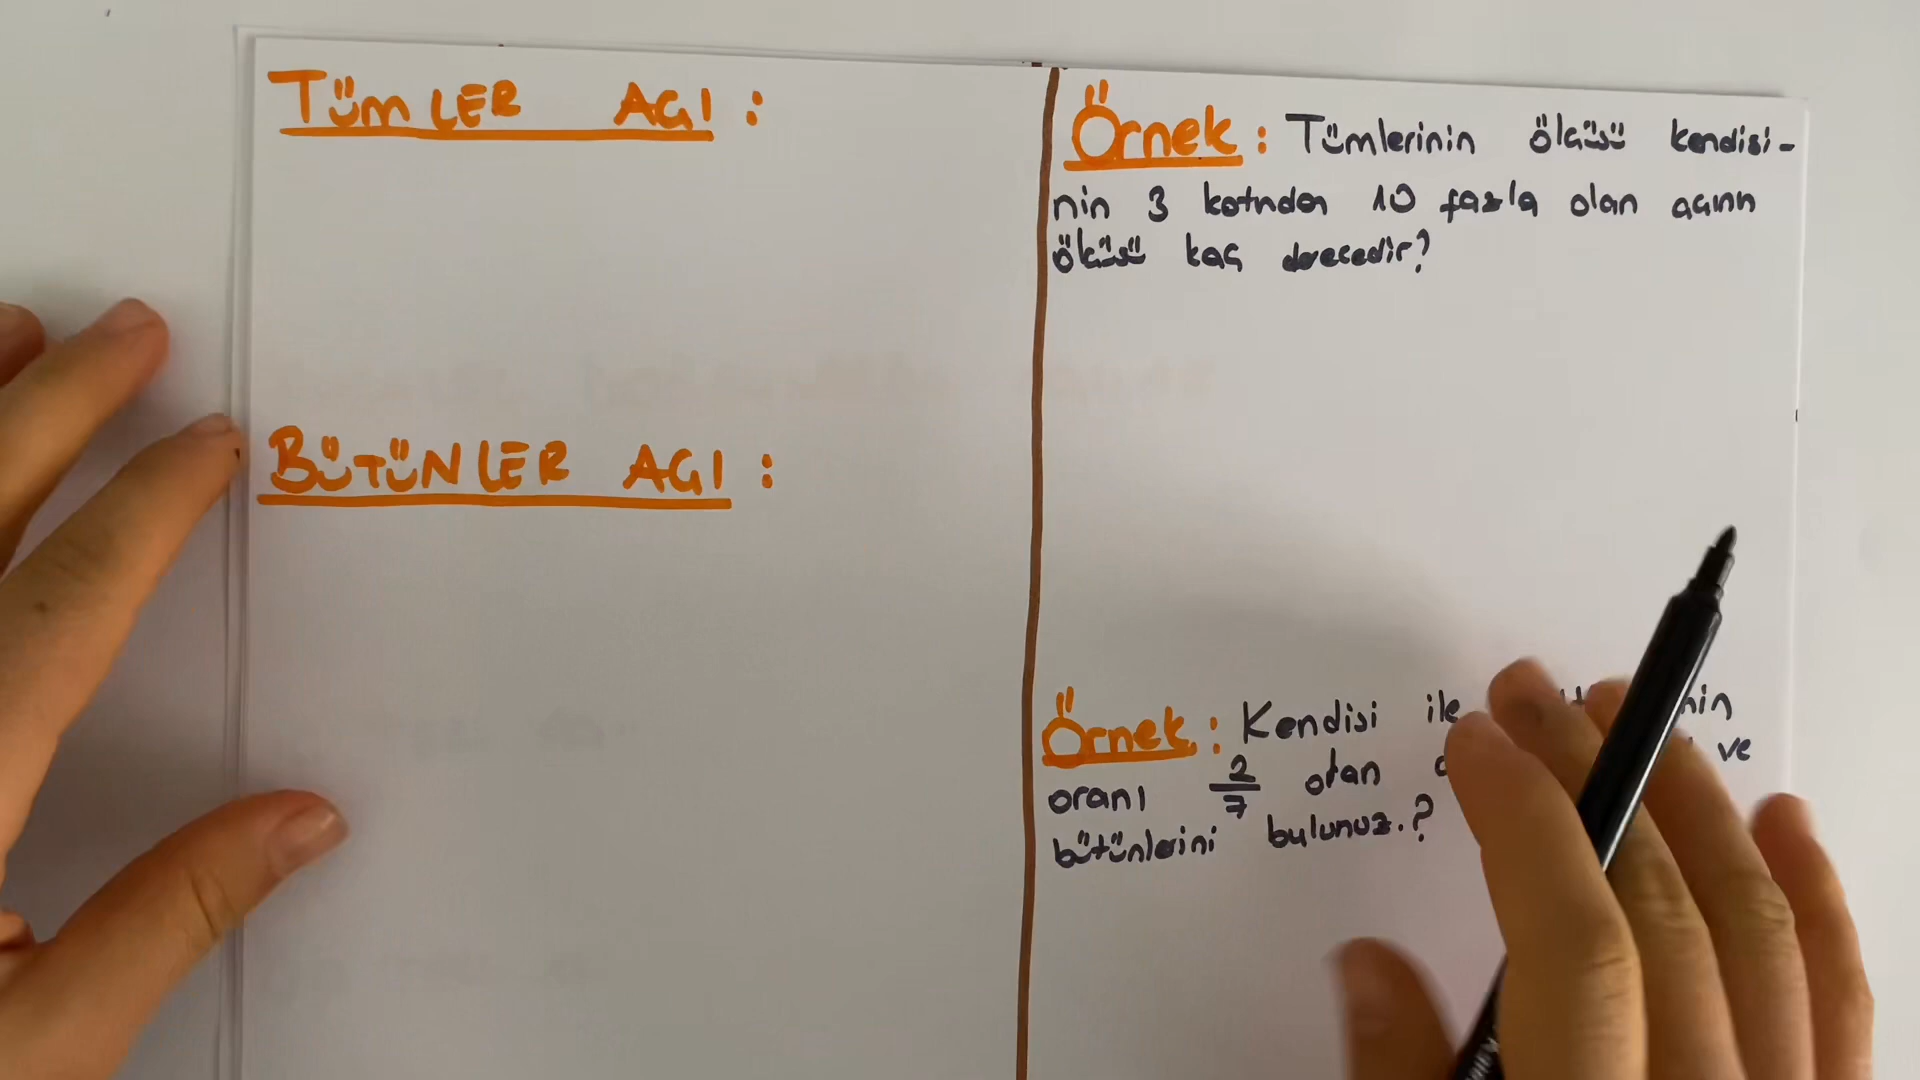 TÜMLER AÇI :
BÜTÜNLER AÇI :
Örnek : Tümlerinin ölçüsü kendisi-
nin 3 katından 10 fazla olan açının
ölçüsü kaç derecedir?
Örnek : Kendisi ile
oranı 2/7 olan ve
bütünlerini bulunuz.?